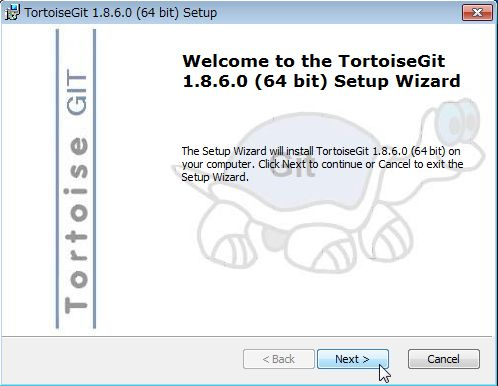 TortoiseGit 1.8.6.0 (64 bit) Setup
Welcome to the TortoiseGit
1.8.6.0 (64 bit) Setup Wizard
The Setup Wizard will install TortoiseGit 1.8.6.0 (64 bit) on
your computer. Click Next to continue or Cancel to exit the
Setup Wizard.
Git
Tortoise GIT
< Back
Next >
Cancel